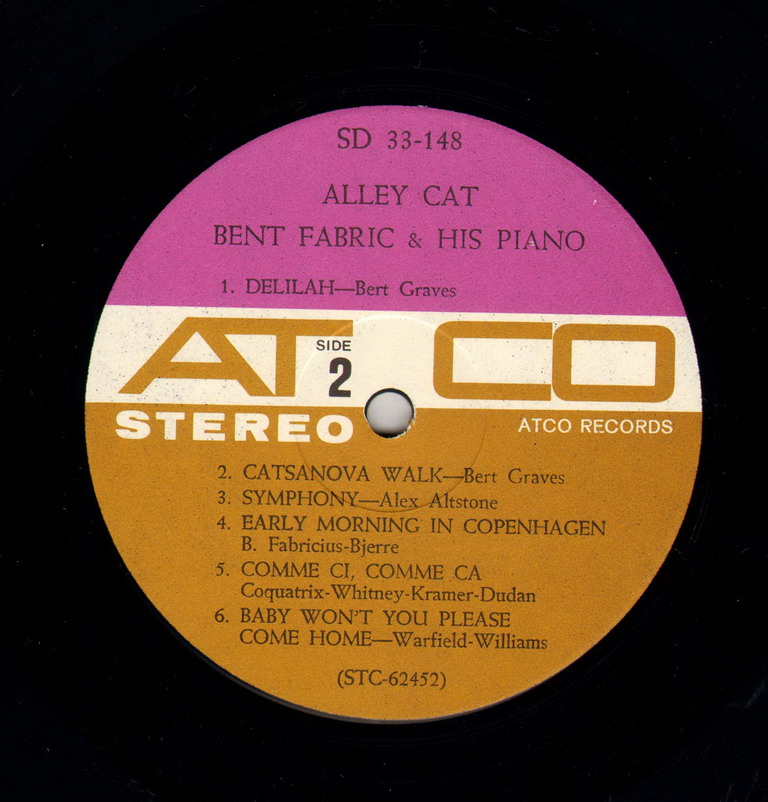 SD 33-148
ALLEY CAT
BENT FABRIC & HIS PIANO
1. DELILAH—Bert Graves
ATCO
SIDE
2
STEREO
ATCO RECORDS
2. CATSANOVA WALK—Bert Graves
3. SYMPHONY—Alex Altstone
4. EARLY MORNING IN COPENHAGEN
B. Fabricius-Bjerre
5. COMME CI, COMME CA
Coquatrix-Whitney-Kramer-Dudan
6. BABY WON'T YOU PLEASE
COME HOME—Warfield-Williams
(STC-62452)